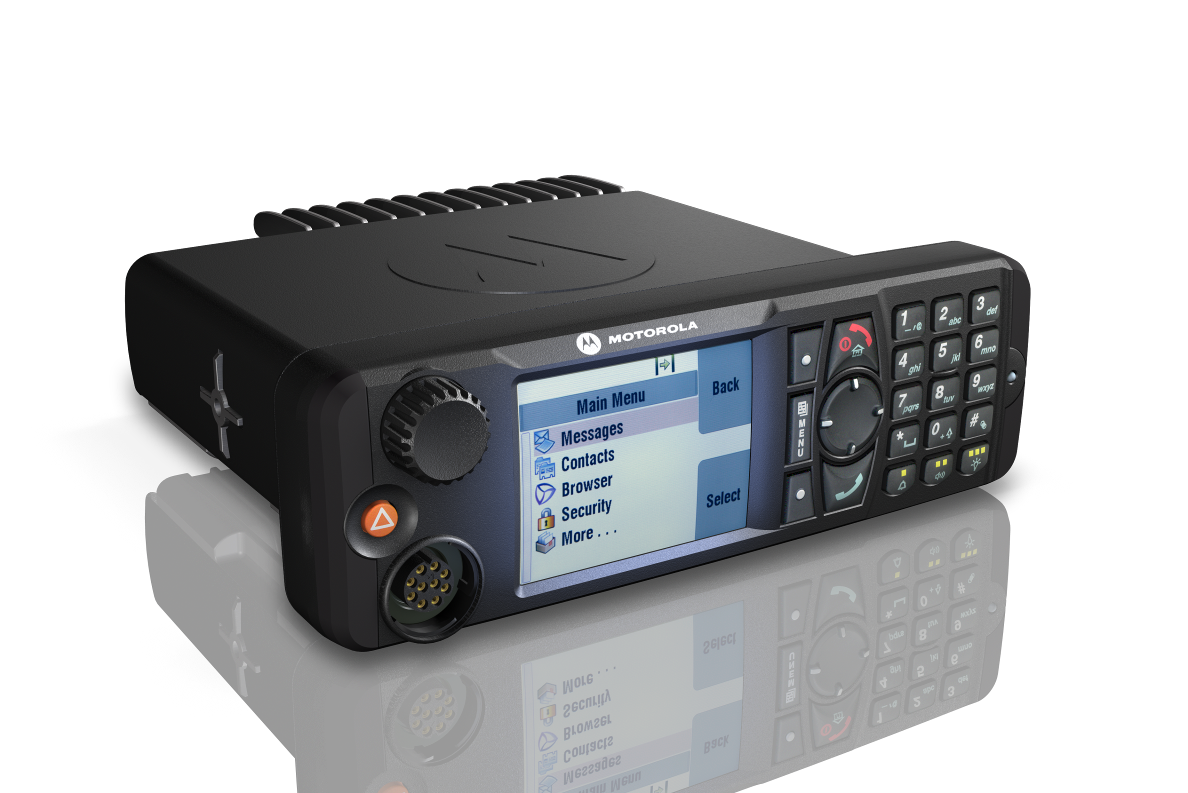 MOTOROLA
Main Menu
Messages
Contacts
Browser
Security
More . . .
Back
Select
MENU
1
2 abc
3 def
4 ghi
5 jkl
6 mno
7 pqrs
8 tuv
9 wxyz
*
0 +
#